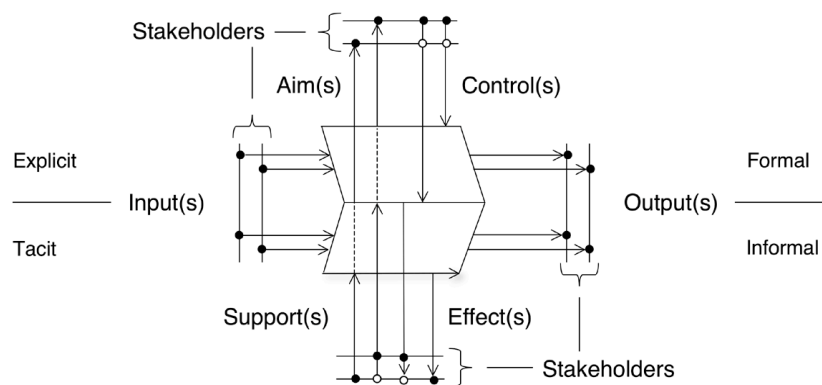 Stakeholders
Aim(s)
Control(s)
Explicit
Formal
Input(s)
Output(s)
Tacit
Informal
Support(s)
Effect(s)
Stakeholders